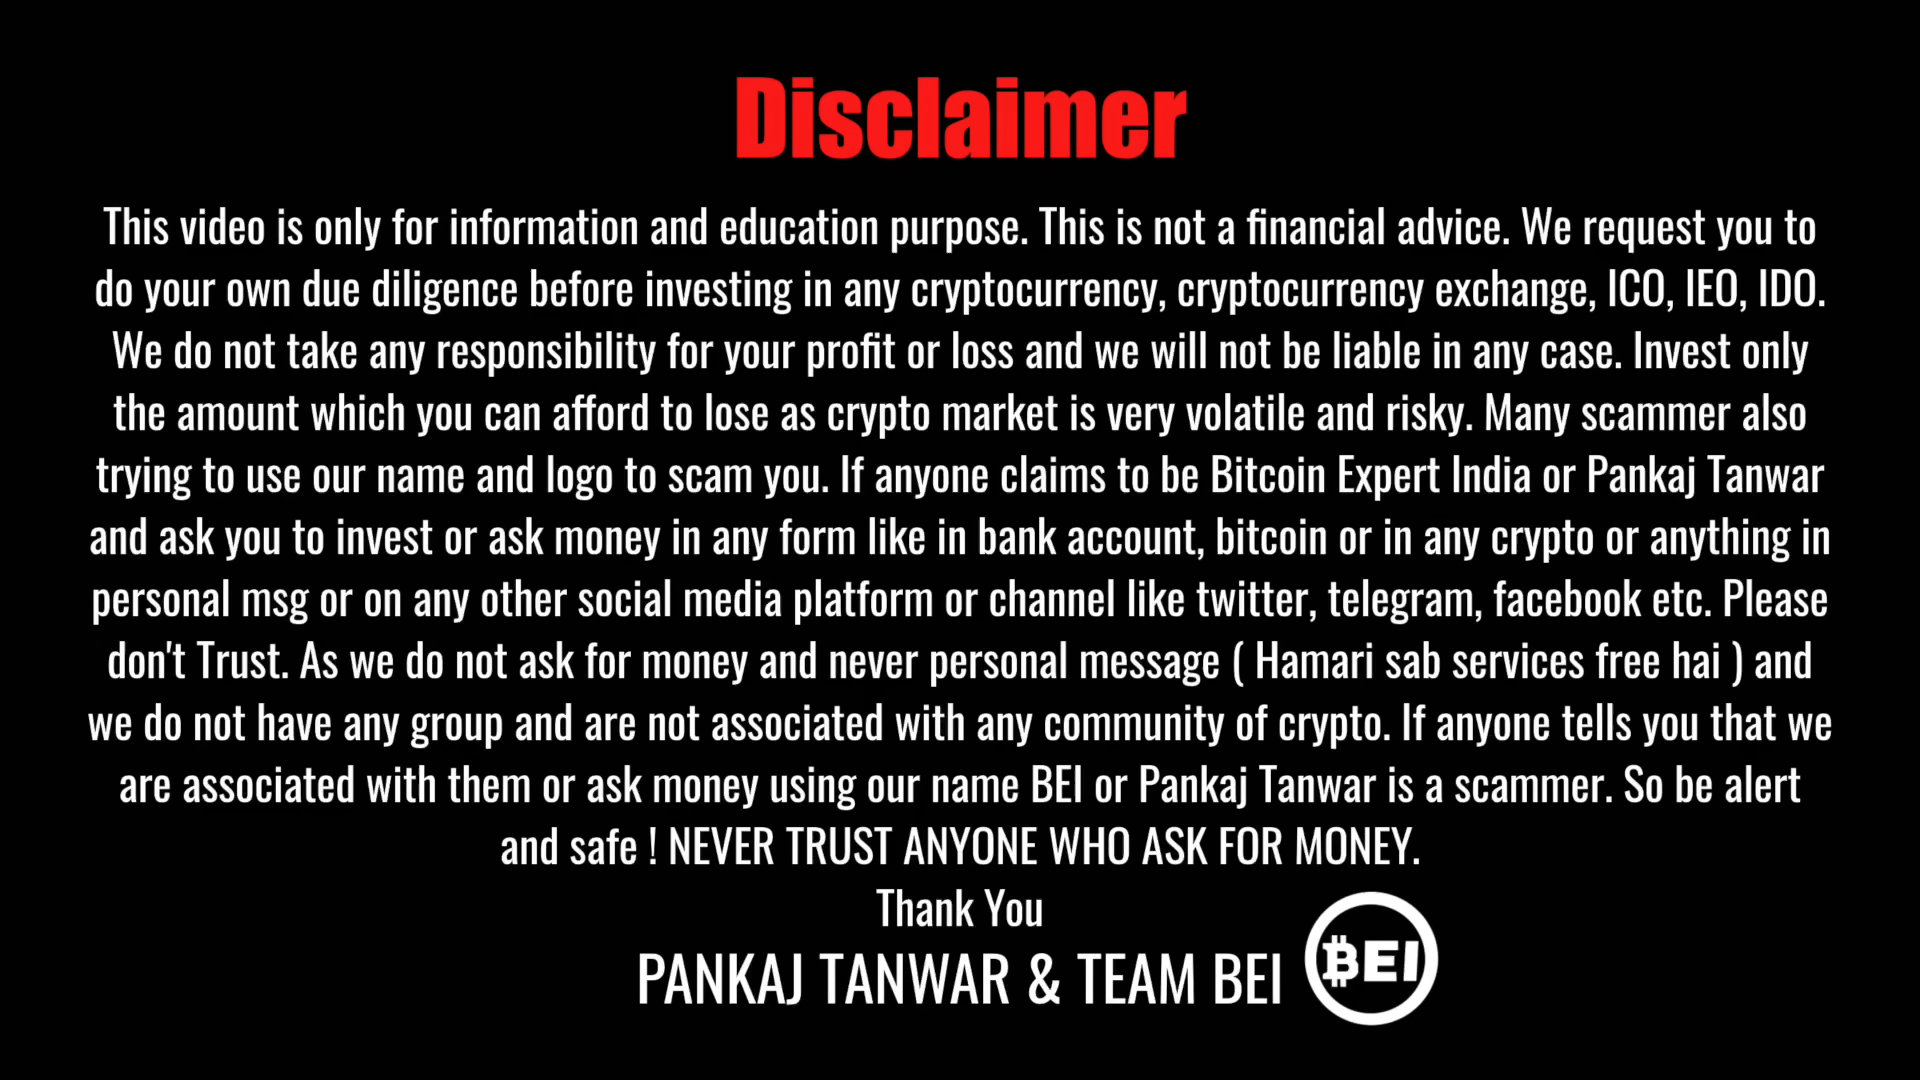 Disclaimer
This video is only for information and education purpose. This is not a financial advice. We request you to
do your own due diligence before investing in any cryptocurrency, cryptocurrency exchange, ICO, IEO, IDO.
We do not take any responsibility for your profit or loss and we will not be liable in any case. Invest only
the amount which you can afford to lose as crypto market is very volatile and risky. Many scammer also
trying to use our name and logo to scam you. If anyone claims to be Bitcoin Expert India or Pankaj Tanwar
and ask you to invest or ask money in any form like in bank account, bitcoin or in any crypto or anything in
personal msg or on any other social media platform or channel like twitter, telegram, facebook etc. Please
don't Trust. As we do not ask for money and never personal message ( Hamari sab services free hai ) and
we do not have any group and are not associated with any community of crypto. If anyone tells you that we
are associated with them or ask money using our name BEI or Pankaj Tanwar is a scammer. So be alert
and safe ! NEVER TRUST ANYONE WHO ASK FOR MONEY.
Thank You
PANKAJ TANWAR & TEAM BEI
BEI